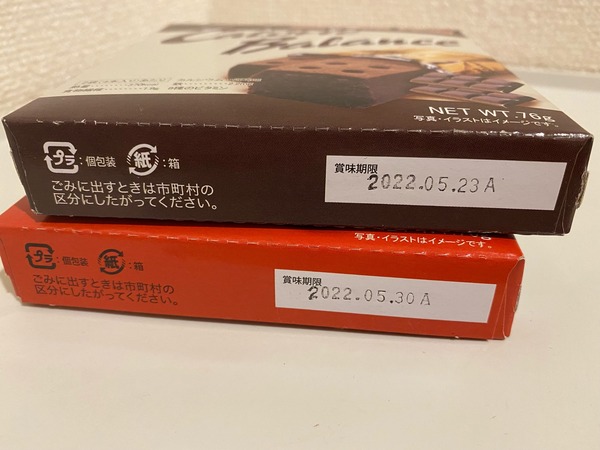 Balance
NET WT. 76g
写真・イラストはイメージです。
プラ :個包装 紙 :箱
ごみに出すときは市町村の
区分にしたがってください。
賞味期限
2022.05.23A
写真・イラストはイメージです。
プラ :個包装 紙 :箱
ごみに出すときは市町村の
区分にしたがってください。
賞味期限
2022.05.30A